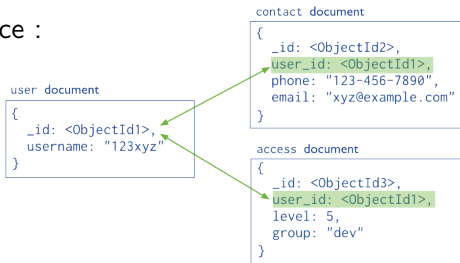 ce :
user document
{
_id: <ObjectId1>,
username: "123xyz"
}
contact document
{
_id: <ObjectId2>,
user_id: <ObjectId1>,
phone: "123-456-7890",
email: "xyz@example.com"
}
access document
{
_id: <ObjectId3>,
user_id: <ObjectId1>,
level: 5,
group: "dev"
}